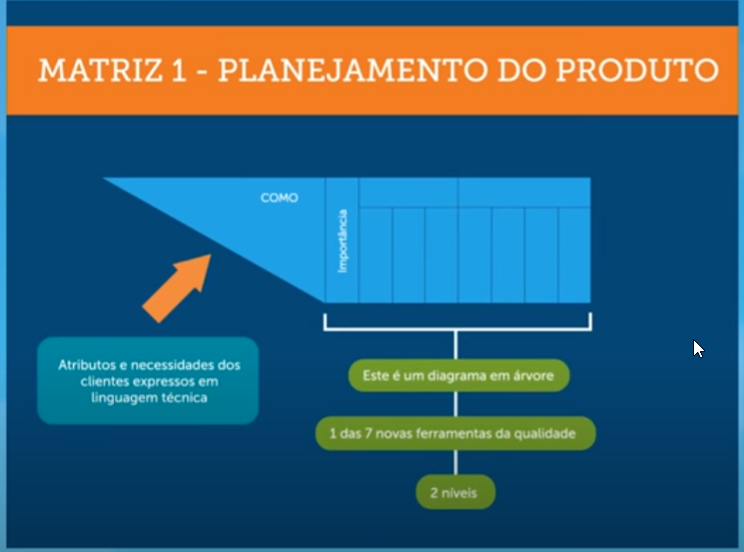 MATRIZ 1 - PLANEJAMENTO DO PRODUTO
COMO
Importância
Atributos e necessidades dos
clientes expressos em
linguagem técnica
Este é um diagrama em árvore
1 das 7 novas ferramentas da qualidade
2 níveis